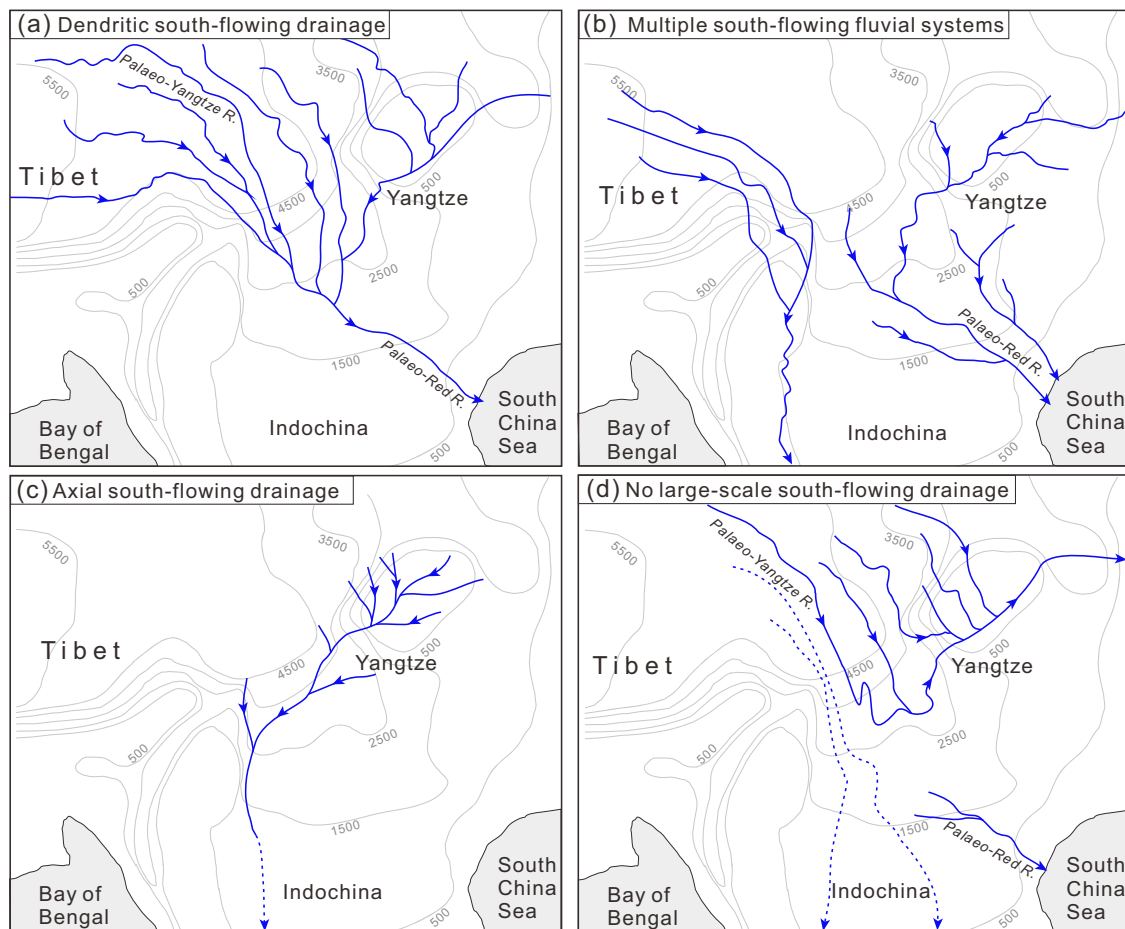 (a) Dendritic south-flowing drainage
5500
3500
Palaeo-Yangtze R.
Tibet
500
Yangtze
4500
2500
500
1500
Palaeo-Red R.
South
China
Sea
Bay of
Bengal
Indochina
500
(b) Multiple south-flowing fluvial systems
5500
3500
Tibet
500
Yangtze
4500
2500
500
1500
Palaeo-Red R.
South
China
Sea
Bay of
Bengal
Indochina
500
(c) Axial south-flowing drainage
5500
3500
Tibet
500
Yangtze
4500
2500
500
1500
South
China
Sea
Bay of
Bengal
Indochina
500
(d) No large-scale south-flowing drainage
5500
3500
Palaeo-Yangtze R.
Tibet
500
Yangtze
4500
2500
500
1500
Palaeo-Red R.
South
China
Sea
Bay of
Bengal
Indochina
500